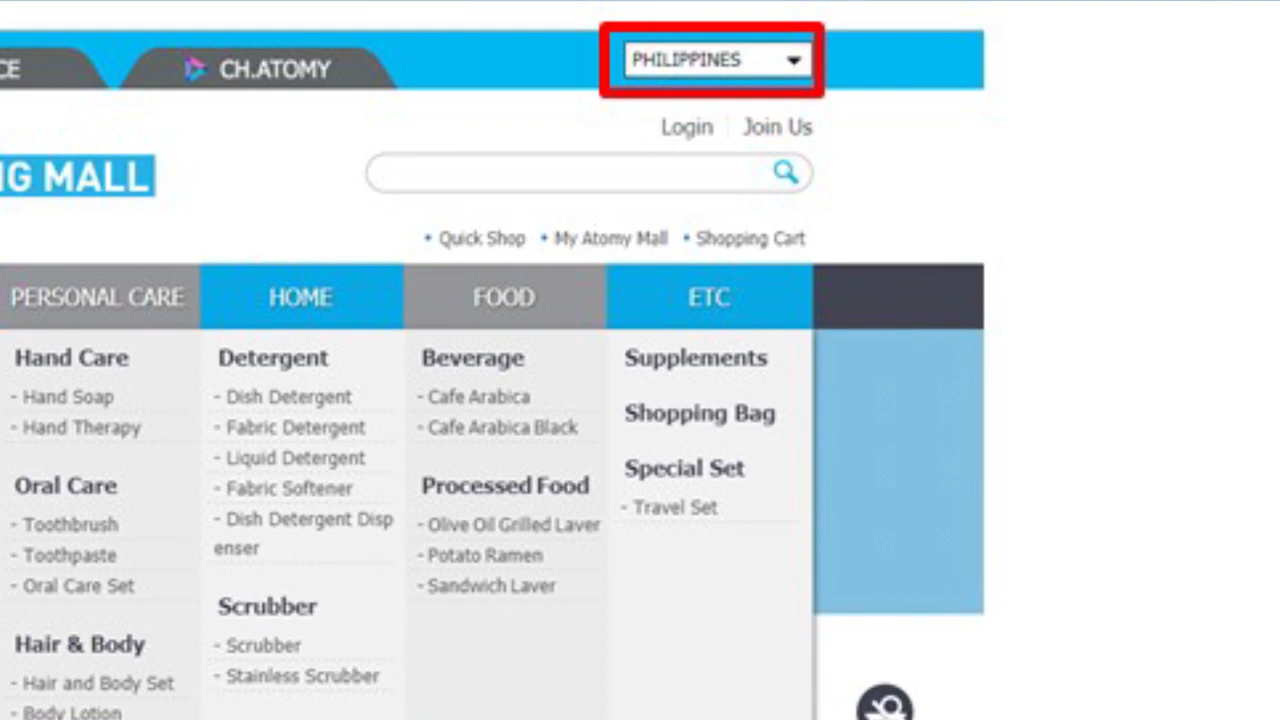 CE
CH.ATOMY
PHILIPPINES
Login
Join Us
NG MALL
• Quick Shop • My Atomy Mall • Shopping Cart
PERSONAL CARE
HOME
FOOD
ETC
Hand Care
- Hand Soap
- Hand Therapy
Oral Care
- Toothbrush
- Toothpaste
- Oral Care Set
Hair & Body
- Hair and Body Set
- Body Lotion
Detergent
- Dish Detergent
- Fabric Detergent
- Liquid Detergent
- Fabric Softener
- Dish Detergent Disp
enser
Scrubber
- Scrubber
- Stainless Scrubber
Beverage
- Cafe Arabica
- Cafe Arabica Black
Processed Food
- Olive Oil Grilled Laver
- Potato Ramen
- Sandwich Laver
Supplements
Shopping Bag
Special Set
- Travel Set